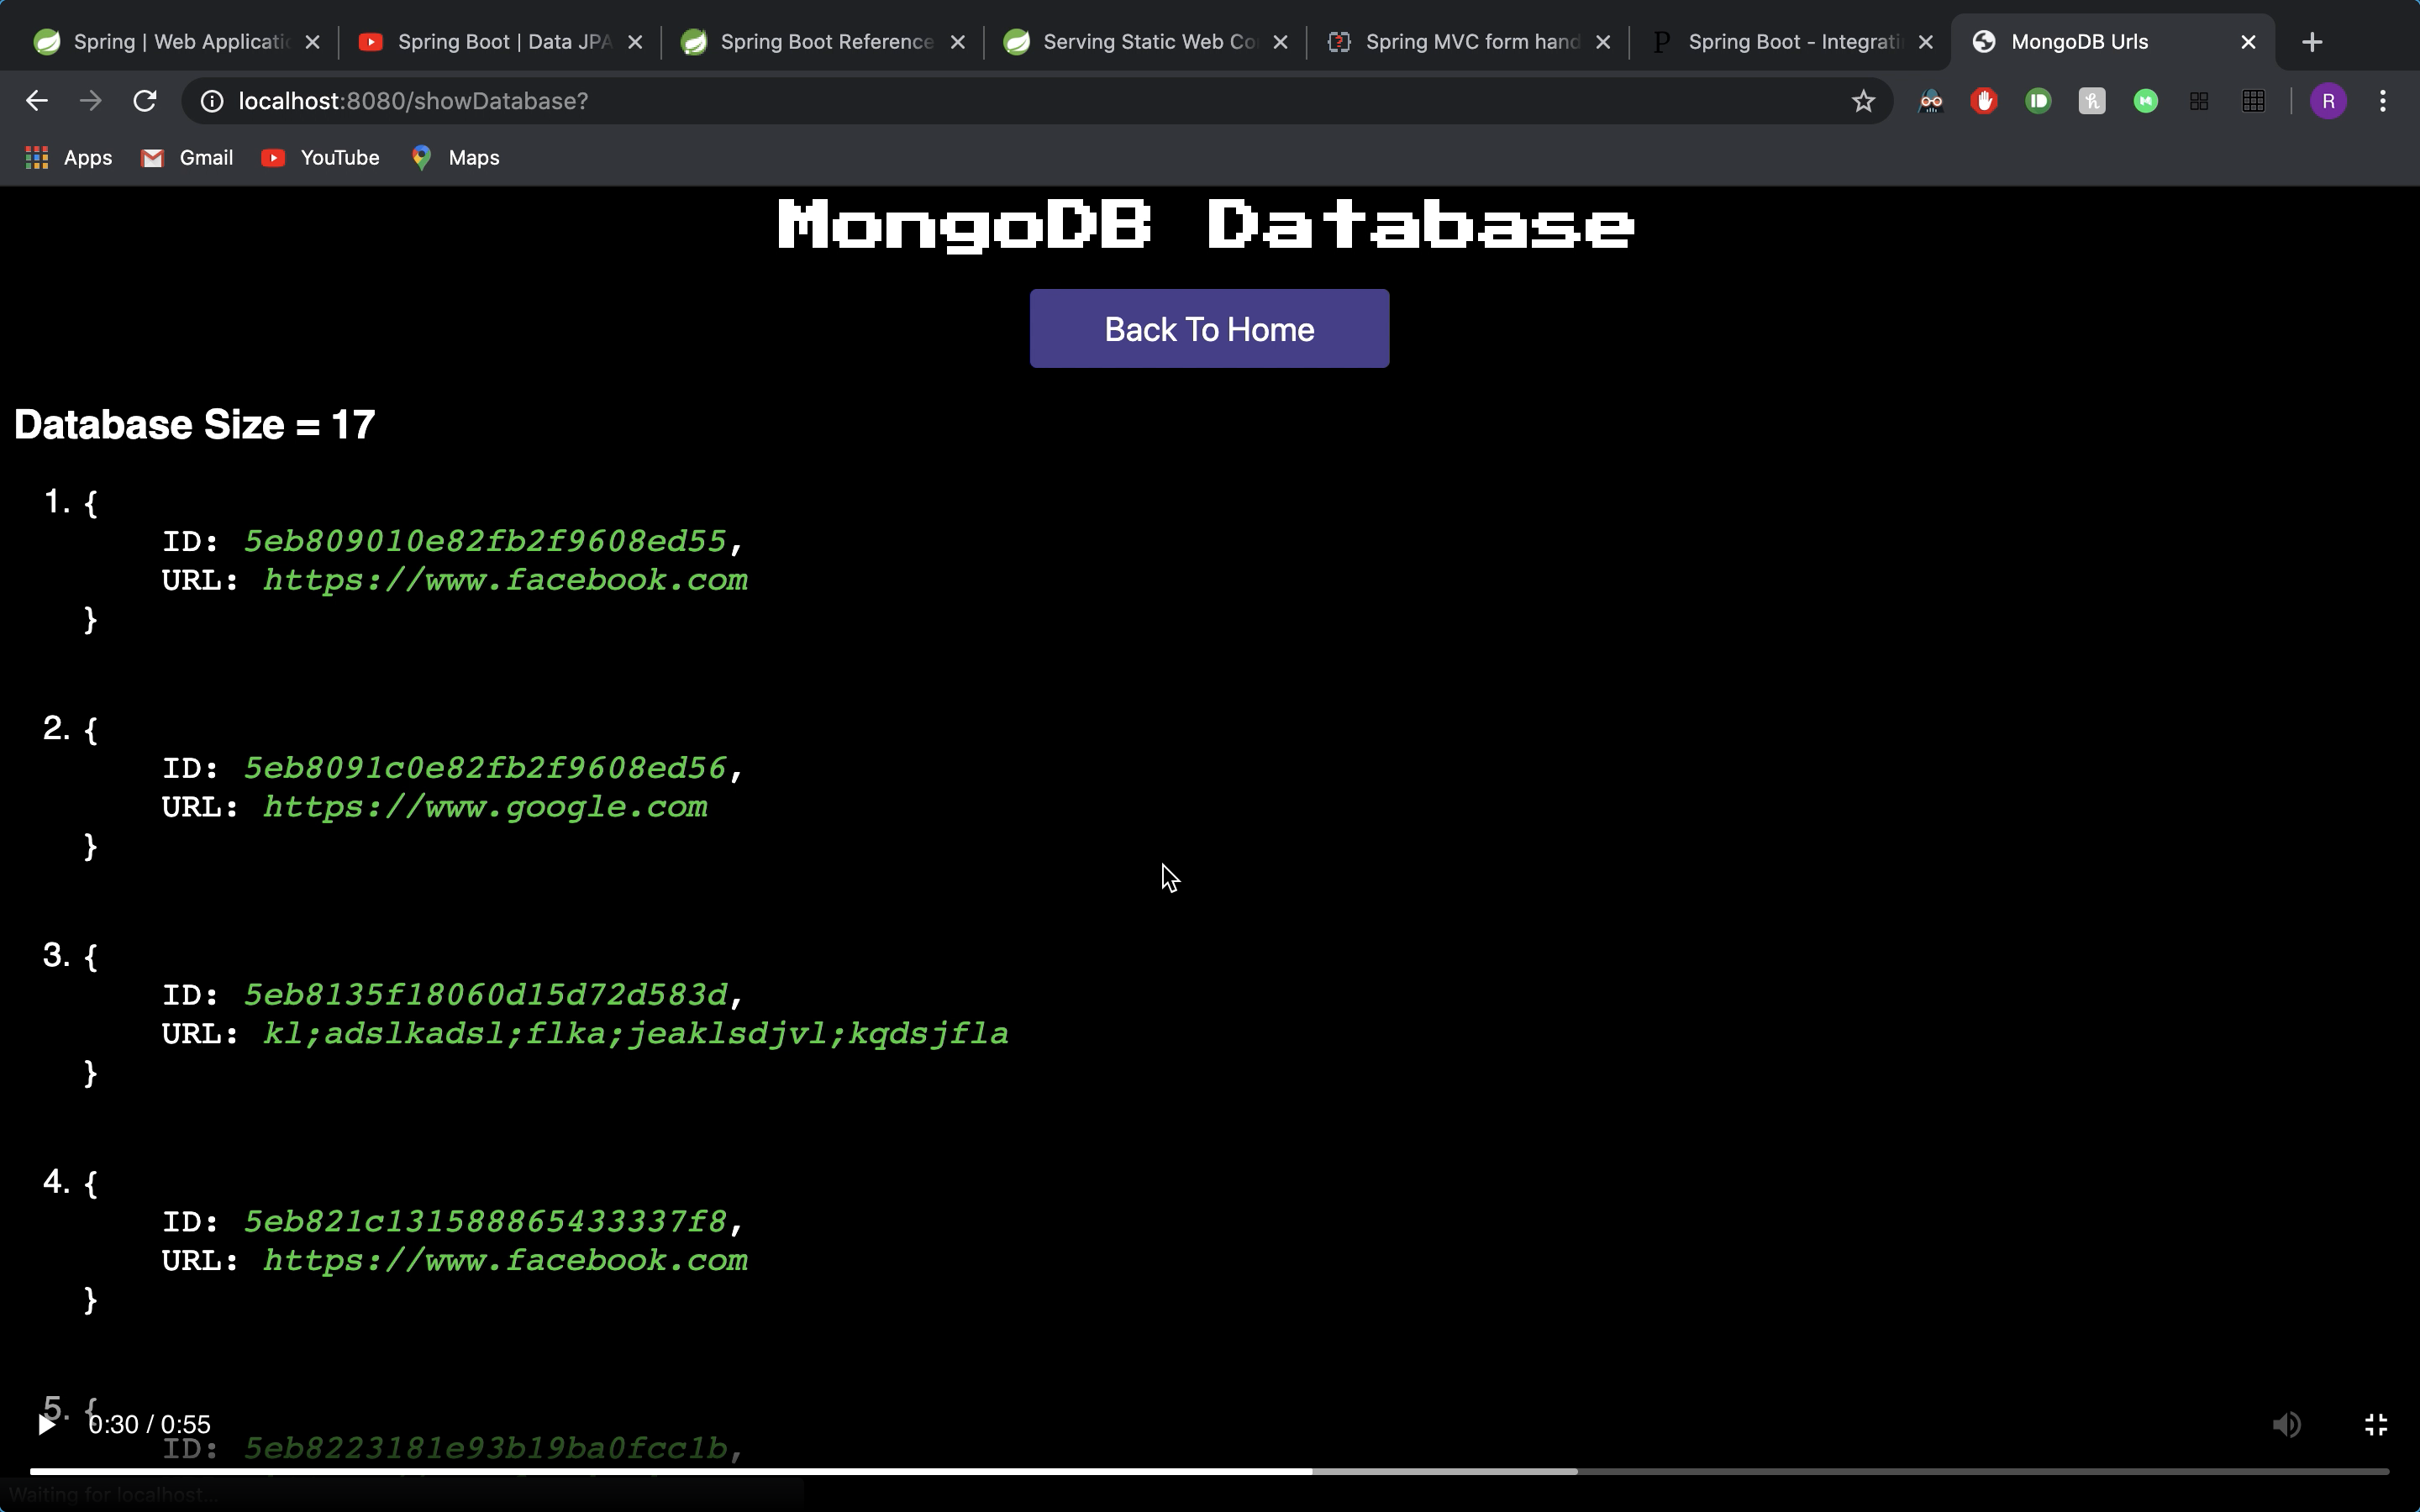 Spring | Web Applicati
Spring Boot | Data JPA
Spring Boot Reference
Serving Static Web Co
Spring MVC form hand
P Spring Boot - Integrati
MongoDB Urls
localhost:8080/showDatabase?
R
Apps
Gmail
YouTube
Maps
MongoDB Database
Back To Home
Database Size = 17
1. {
ID: 5eb809010e82fb2f9608ed55,
URL: https://www.facebook.com
}
2. {
ID: 5eb8091c0e82fb2f9608ed56,
URL: https://www.google.com
}
3. {
ID: 5eb8135f18060d15d72d583d,
URL: kl;adslkadsl;flka;jeaklsdjvl;kqdsjfla
}
4. {
ID: 5eb821c131588865433337f8,
URL: https://www.facebook.com
}
5. {
0:30 / 0:55
ID: 5eb8223181e93b19ba0fcc1b,
Waiting for localhost...